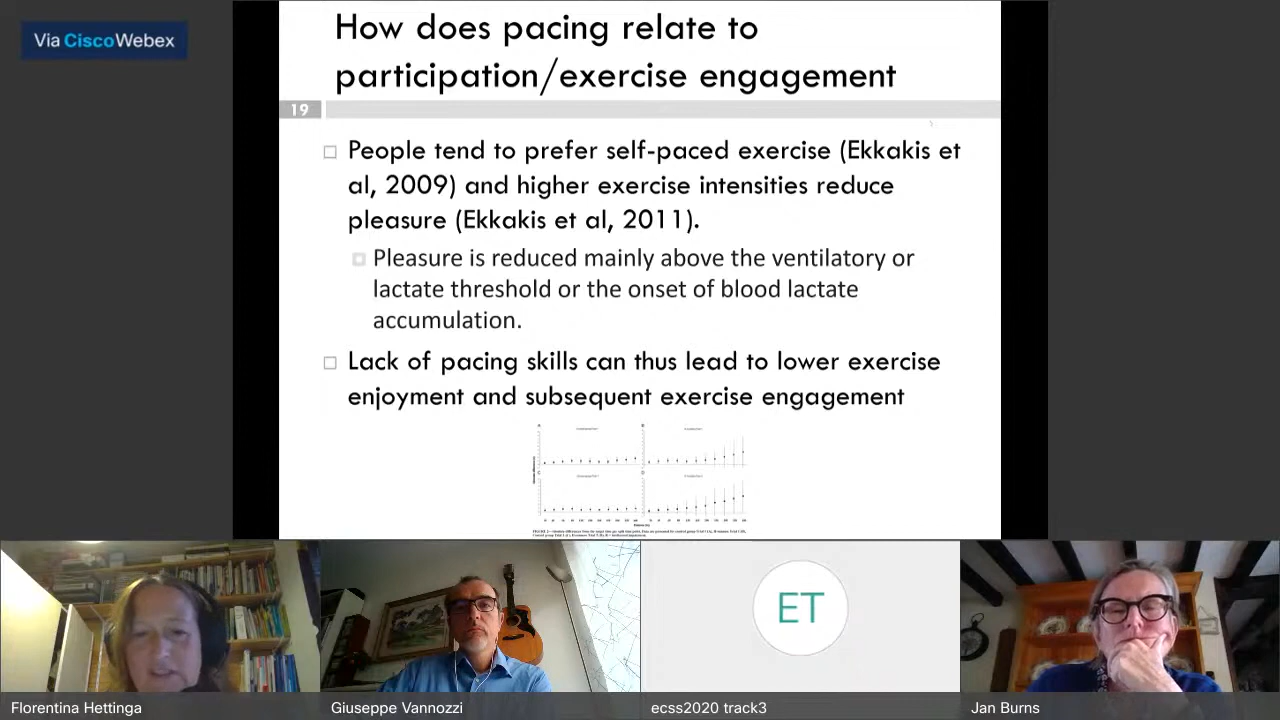 Via Cisco Webex
How does pacing relate to
participation/exercise engagement
19
People tend to prefer self-paced exercise (Ekkakis et
al, 2009) and higher exercise intensities reduce
pleasure (Ekkakis et al, 2011).
Pleasure is reduced mainly above the ventilatory or
lactate threshold or the onset of blood lactate
accumulation.
Lack of pacing skills can thus lead to lower exercise
enjoyment and subsequent exercise engagement
ET
Florentina Hettinga
Giuseppe Vannozzi
ecss2020 track3
Jan Burns